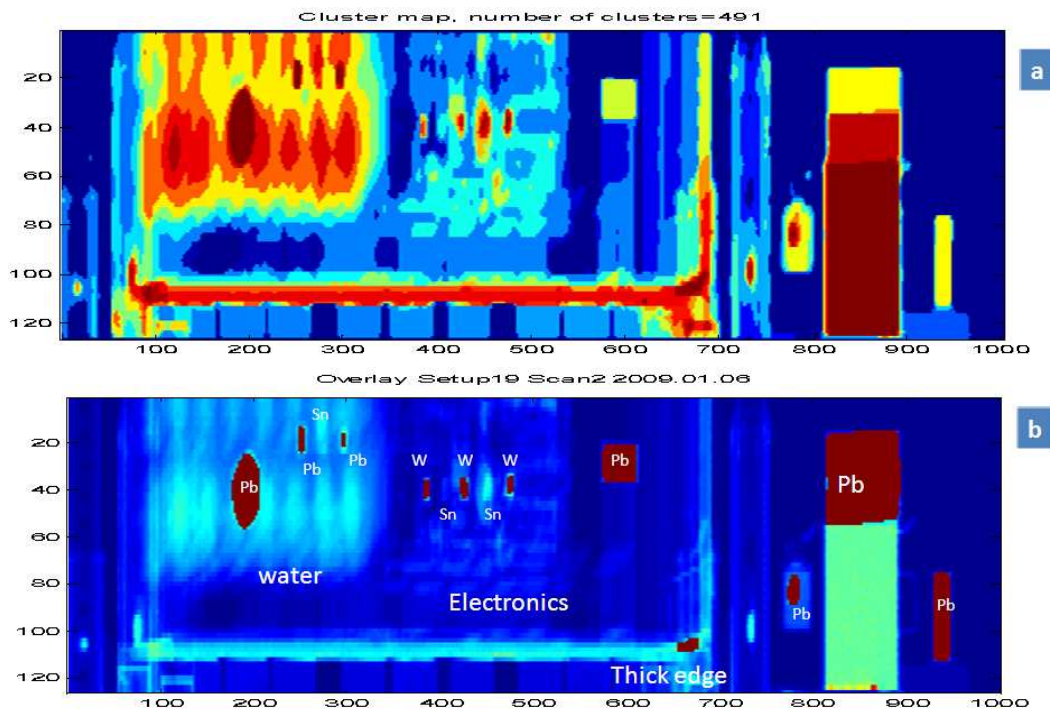 Cluster map, number of clusters=491
a
20
40
60
80
100
120
100 200 300 400 500 600 700 800 900 1000
Overlay Setup19 Scan2 2009.01.06
b
20
40
60
80
100
120
Sn
Pb
Pb
Pb
W W W
Sn Sn
Pb
Pb
water
Electronics
Pb
Pb
Thick edge
100 200 300 400 500 600 700 800 900 1000